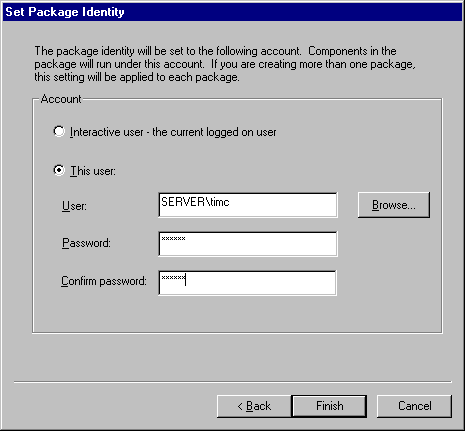 Set Package Identity
The package identity will be set to the following account.  Components in the
package will run under this account.  If you are creating more than one package,
this setting will be applied to each package.
Account
Interactive user - the current logged on user
This user:
User: SERVER\timc Browse...
Password: ******
Confirm password: ******
< Back Finish Cancel